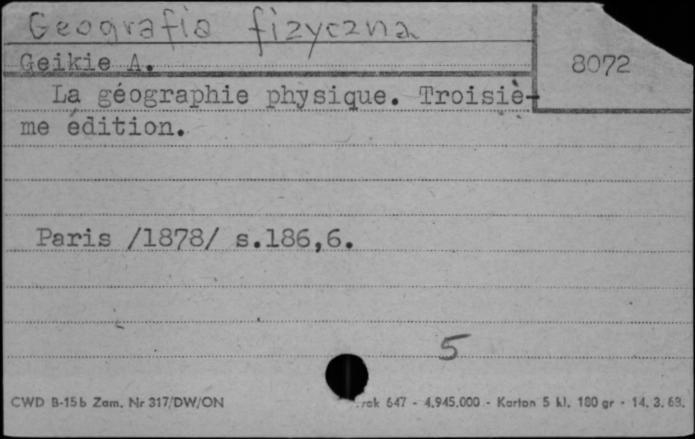 Geografia fizyczna
Geikie A.
8072
La géographie physique. Troisiè-
me édition.
Paris /1878/ s.186,6.
5
CWD B-15b Zam. Nr 317/DW/ON
647 - 4.945.000 - Karton 5 kl. 180 gr - 14. 3. 63.